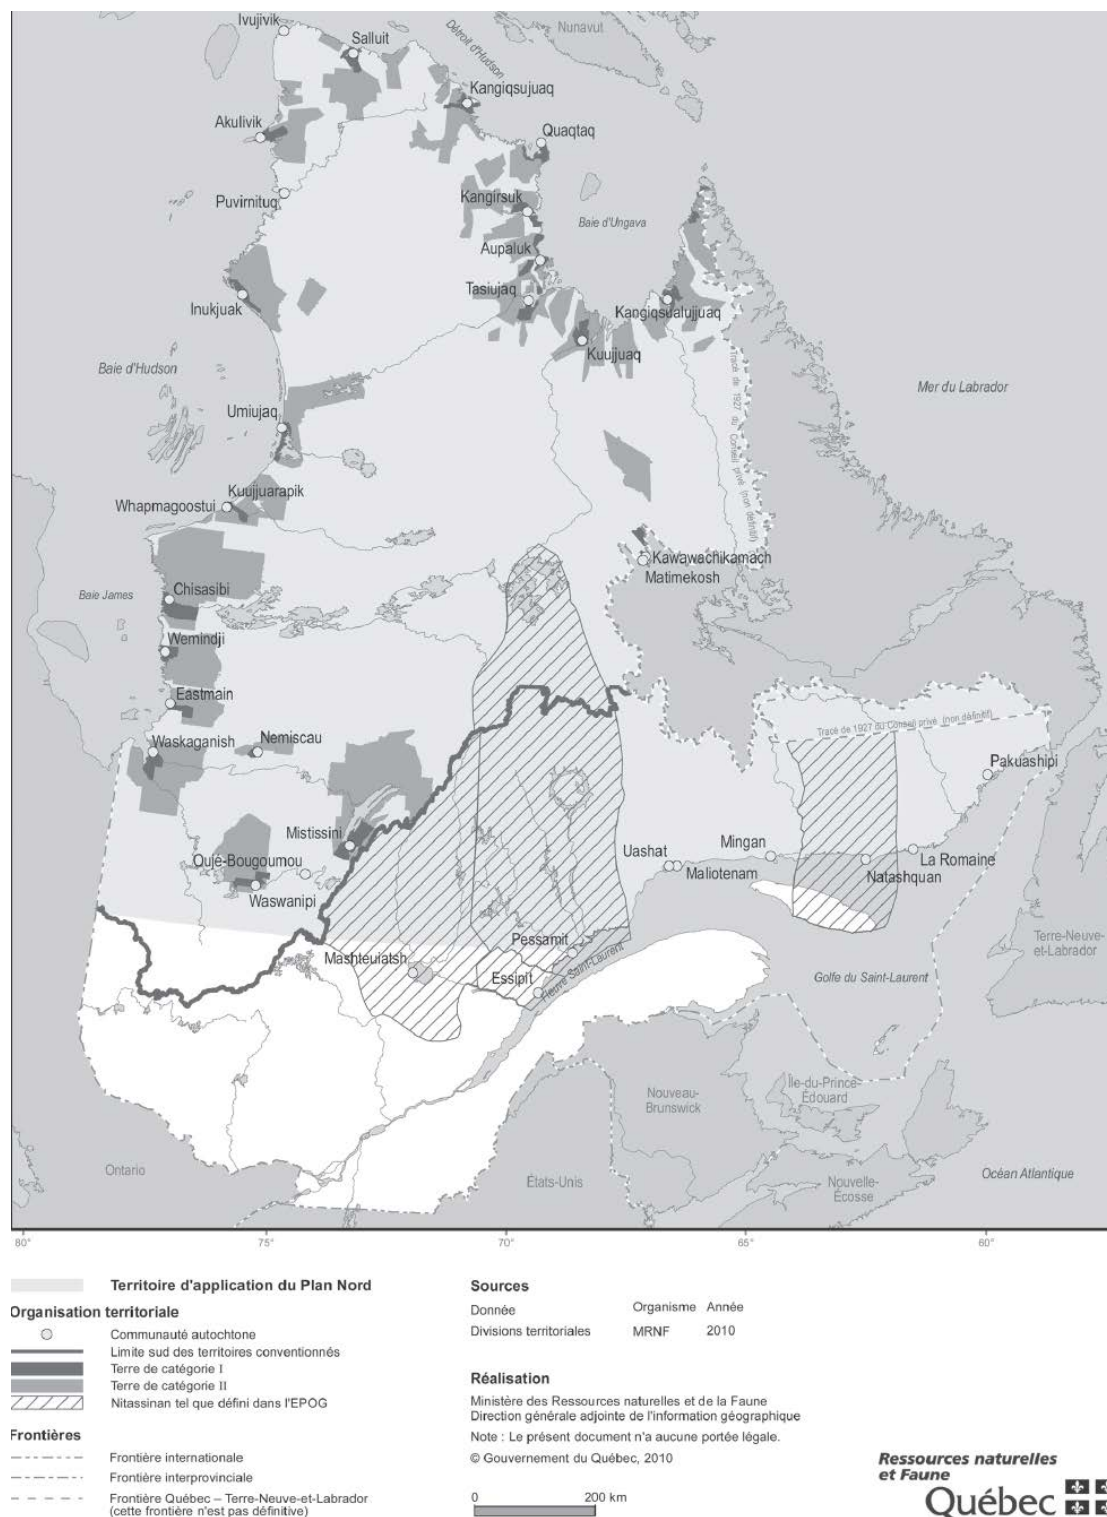 Ivujivik
Salluit
Détroit d'Hudson
Nunavut
Kangiqsujuaq
Akulivik
Quaqtaq
Puvirnituq
Kangirsuk
Baie d'Ungava
Aupaluk
Tasiujaq
Inukjuak
Kangiqsualujjuaq
Kuujjuaq
Baie d'Hudson
Mer du Labrador
Tracé de 1927 du Conseil privé (non définitif)
Umiujaq
Kuujjuarapik
Whapmagoostui
Kawawachikamach
Matimekosh
Chisasibi
Baie James
Wemindji
Eastmain
Waskaganish
Nemiscau
Tracé de 1927 du Conseil privé (non définitif)
Pakuashipi
Mistissini
Oujé-Bougoumou
Waswanipi
Uashat
Maliotenam
Mingan
La Romaine
Natashquan
Pessamit
Mashteuiatsh
Essipit
Fleuve Saint-Laurent
Terre-Neuve-
et-Labrador
Golfe du Saint-Laurent
Nouveau-
Brunswick
Île-du-Prince-
Édouard
Ontario
États-Unis
Nouvelle-
Écosse
Océan Atlantique
80° 75° 70° 65° 60°
Territoire d'application du Plan Nord
Organisation territoriale
Communauté autochtone
Limite sud des territoires conventionnés
Terre de catégorie I
Terre de catégorie II
Nitassinan tel que défini dans l'EPOG
Frontières
Frontière internationale
Frontière interprovinciale
Frontière Québec – Terre-Neuve-et-Labrador
(cette frontière n'est pas définitive)
Sources
Donnée Organisme Année
Divisions territoriales MRNF 2010
Réalisation
Ministère des Ressources naturelles et de la Faune
Direction générale adjointe de l'information géographique
Note : Le présent document n'a aucune portée légale.
© Gouvernement du Québec, 2010
0 200 km
Ressources naturelles
et Faune
Québec